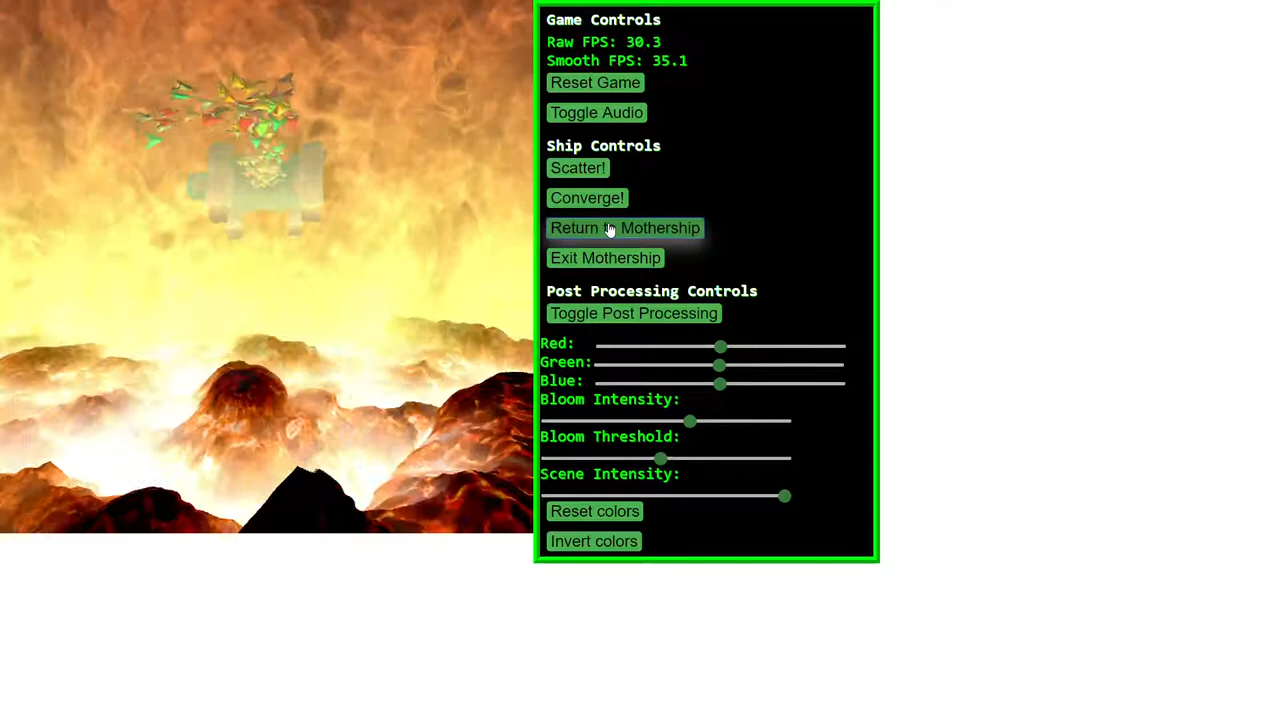 Game Controls
Raw FPS: 30.3
Smooth FPS: 35.1
Reset Game
Toggle Audio
Ship Controls
Scatter!
Converge!
Return to Mothership
Exit Mothership
Post Processing Controls
Toggle Post Processing
Red:
Green:
Blue:
Bloom Intensity:
Bloom Threshold:
Scene Intensity:
Reset colors
Invert colors